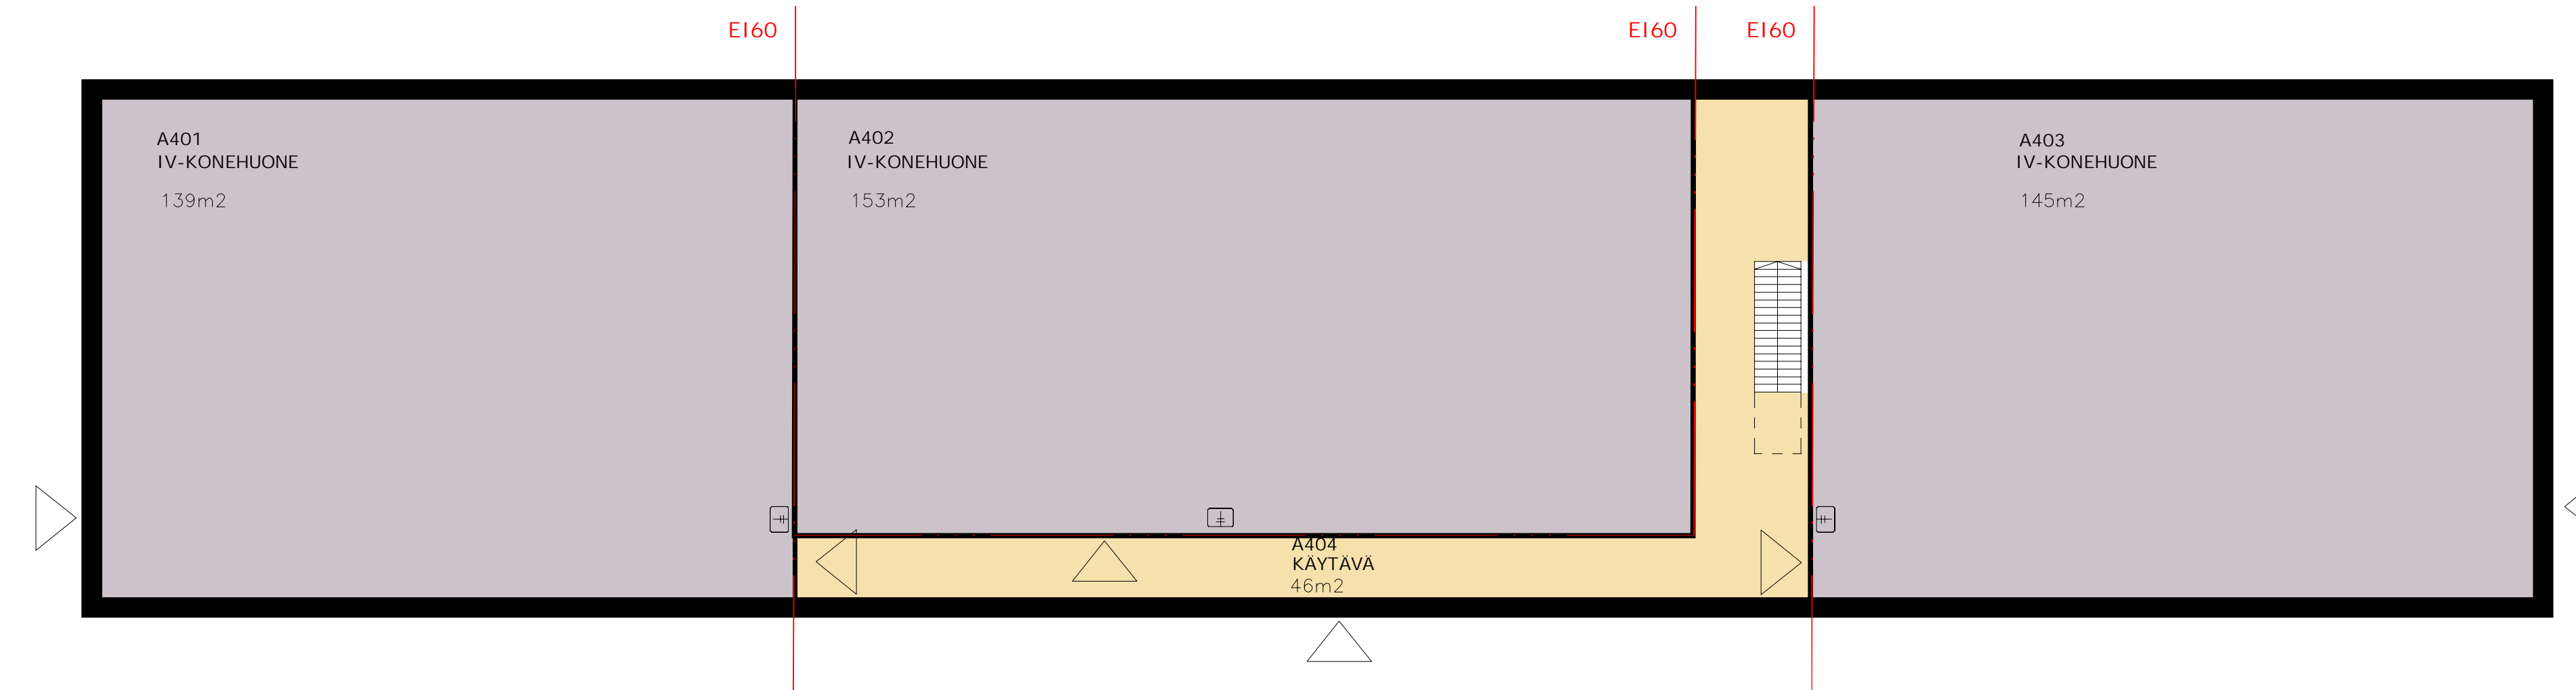 EI60
EI60
EI60
A401
IV-KONEHUONE
139m2
A402
IV-KONEHUONE
153m2
A403
IV-KONEHUONE
145m2
A404
KÄYTÄVÄ
46m2